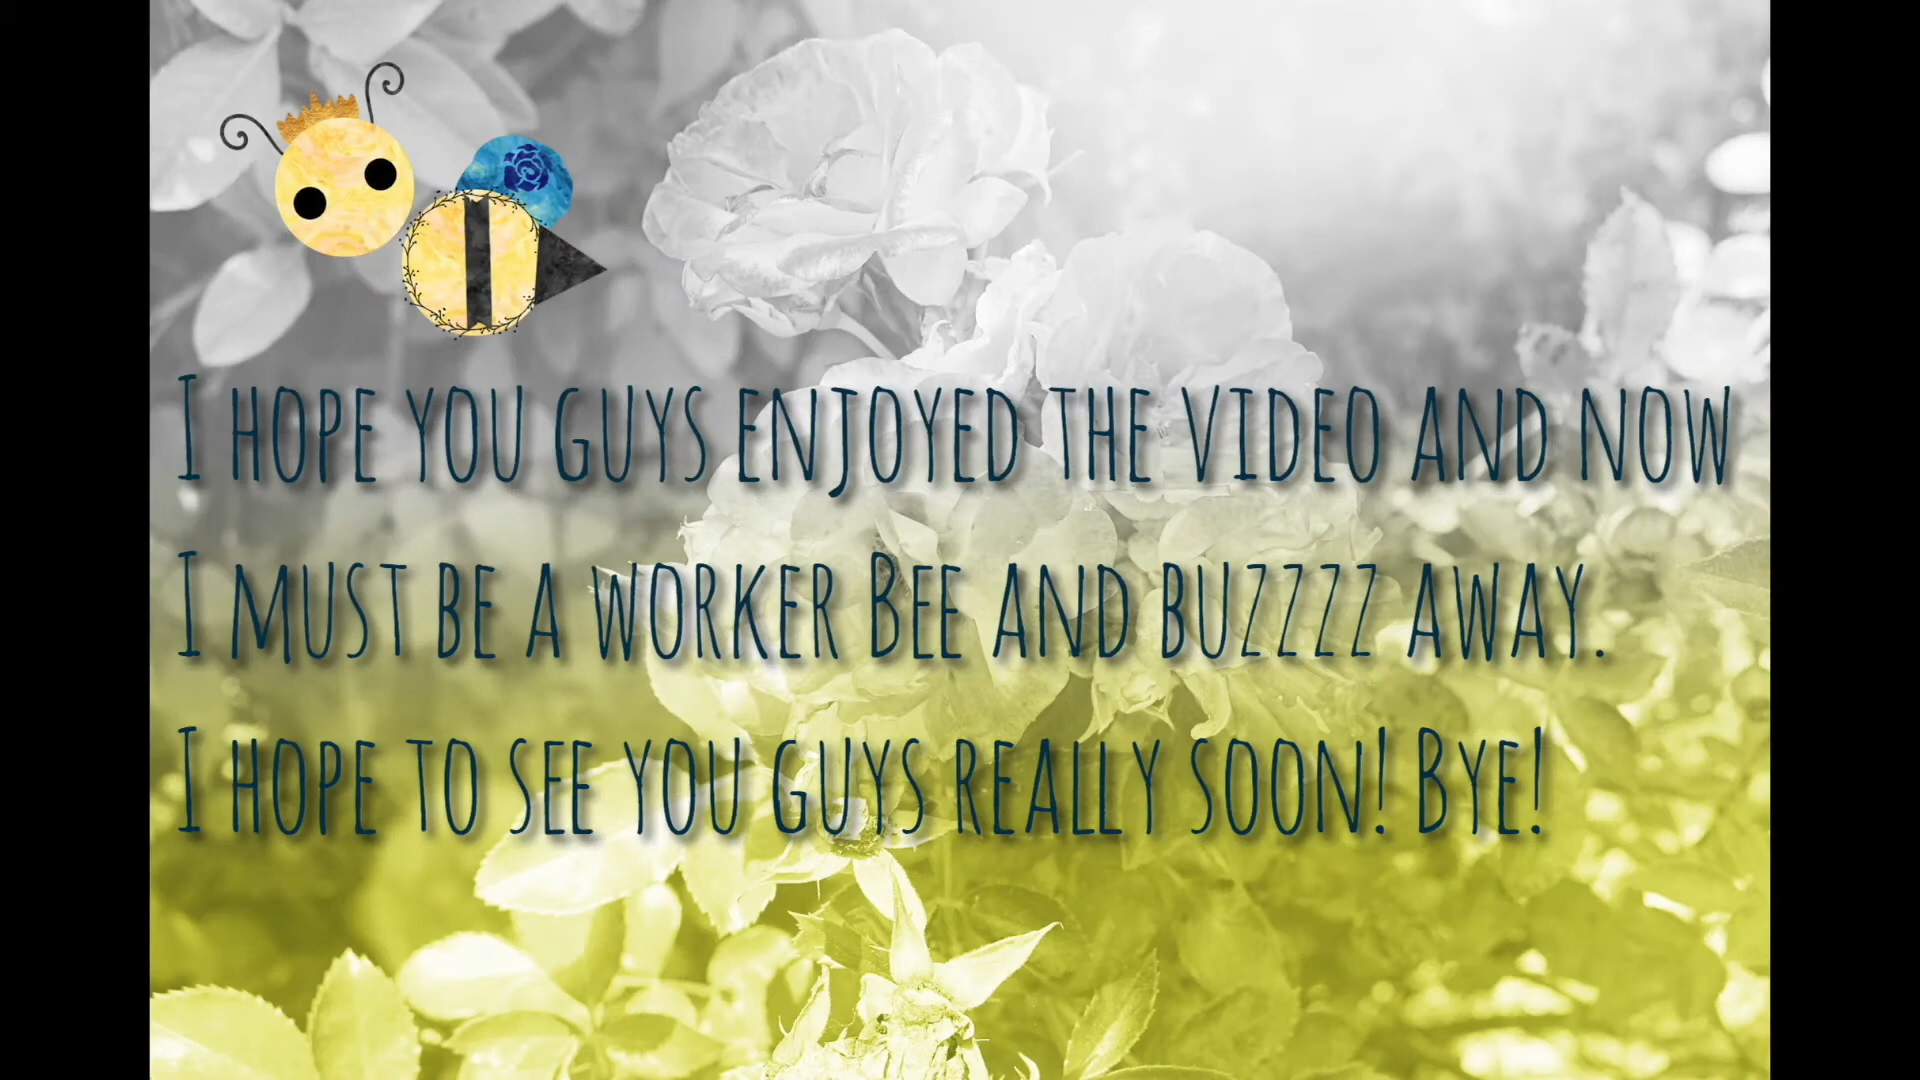 I hope you guys enjoyed the video and now
I must be a worker Bee and buzzzz away.
I hope to see you guys really soon! Bye!